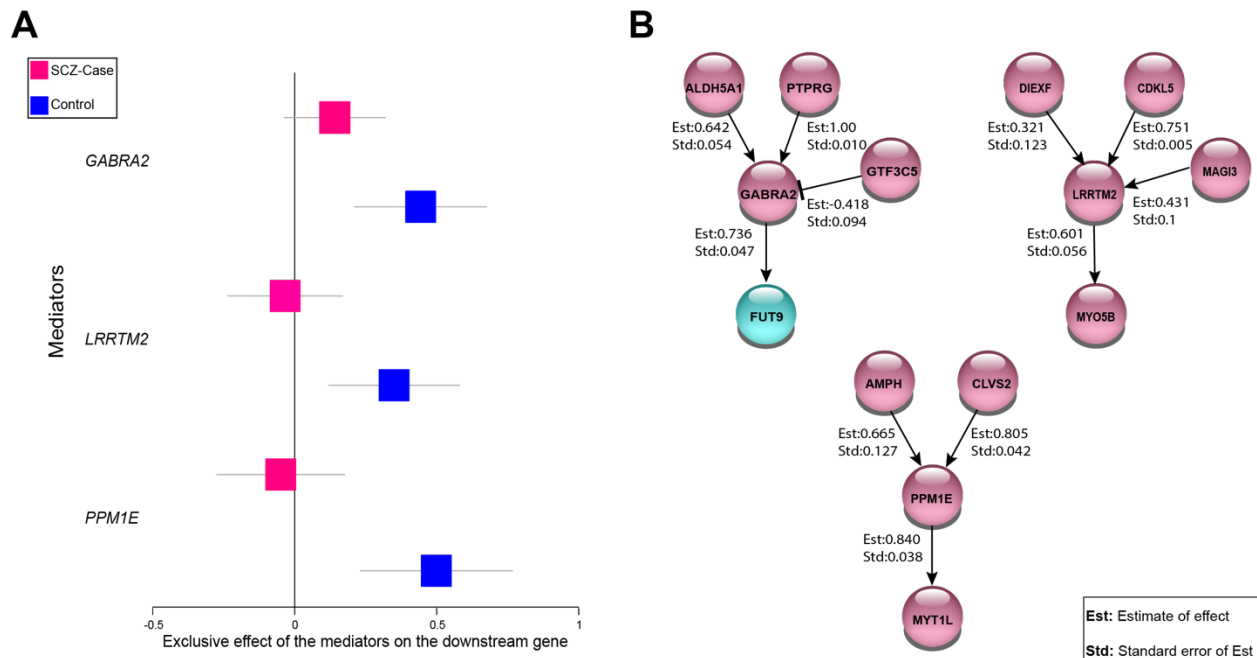 A
SCZ-Case
Control
GABRA2
LRRTM2
PPM1E
Mediators
-0.5
0
0.5
1
Exclusive effect of the mediators on the downstream gene
B
ALDH5A1
PTPRG
Est:0.642
Std:0.054
Est:1.00
Std:0.010
GTF3C5
GABRA2
Est:-0.418
Std:0.094
Est:0.736
Std:0.047
FUT9
DIEXF
CDKL5
Est:0.321
Std:0.123
Est:0.751
Std:0.005
MAGI3
LRRTM2
Est:0.431
Std:0.1
Est:0.601
Std:0.056
MYO5B
AMPH
CLVS2
Est:0.665
Std:0.127
Est:0.805
Std:0.042
PPM1E
Est:0.840
Std:0.038
MYT1L
Est: Estimate of effect
Std: Standard error of Est